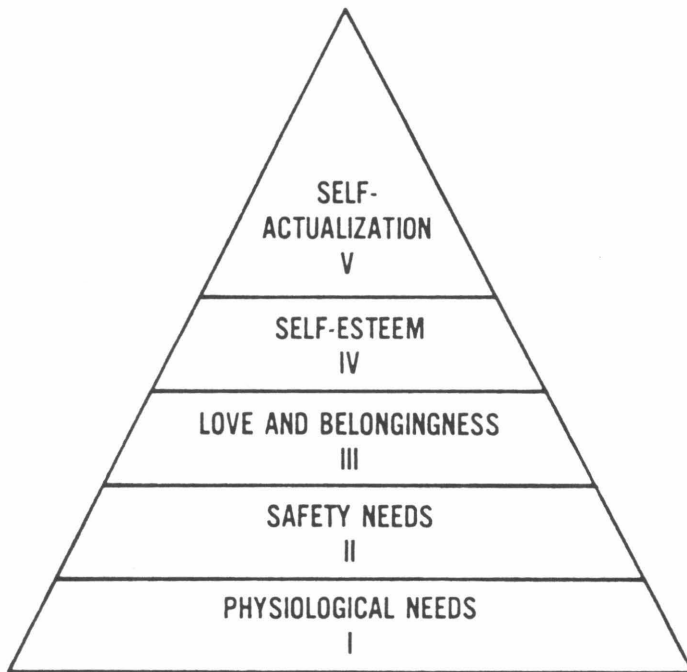 SELF-
ACTUALIZATION
V
SELF-ESTEEM
IV
LOVE AND BELONGINGNESS
III
SAFETY NEEDS
II
PHYSIOLOGICAL NEEDS
I